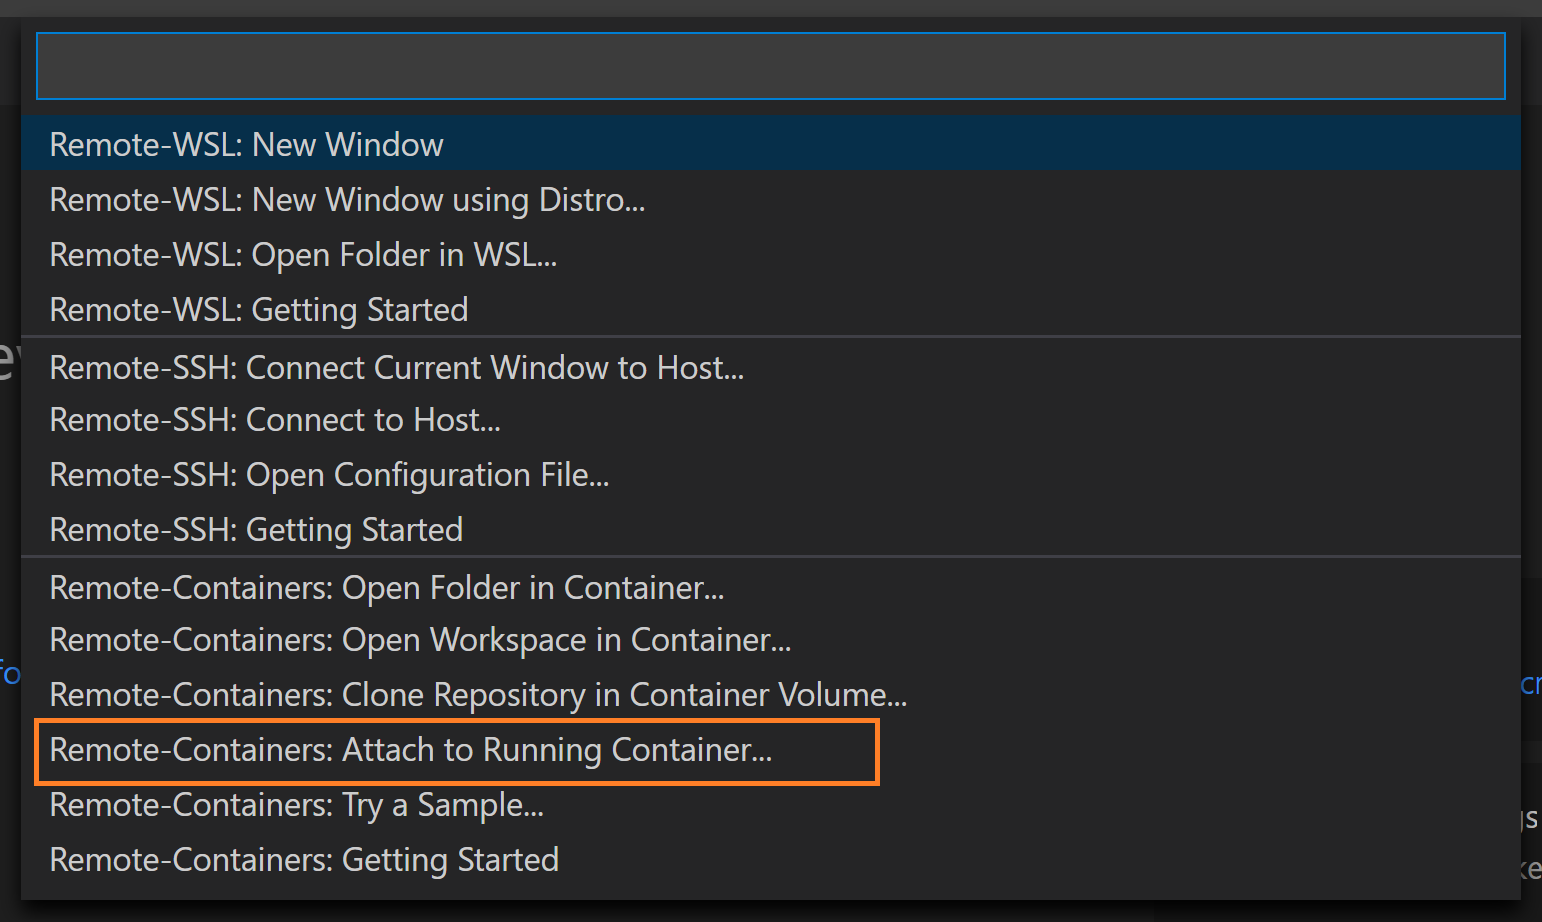 Remote-WSL: New Window
Remote-WSL: New Window using Distro...
Remote-WSL: Open Folder in WSL...
Remote-WSL: Getting Started
Remote-SSH: Connect Current Window to Host...
Remote-SSH: Connect to Host...
Remote-SSH: Open Configuration File...
Remote-SSH: Getting Started
Remote-Containers: Open Folder in Container...
Remote-Containers: Open Workspace in Container...
Remote-Containers: Clone Repository in Container Volume...
Remote-Containers: Attach to Running Container...
Remote-Containers: Try a Sample...
Remote-Containers: Getting Started